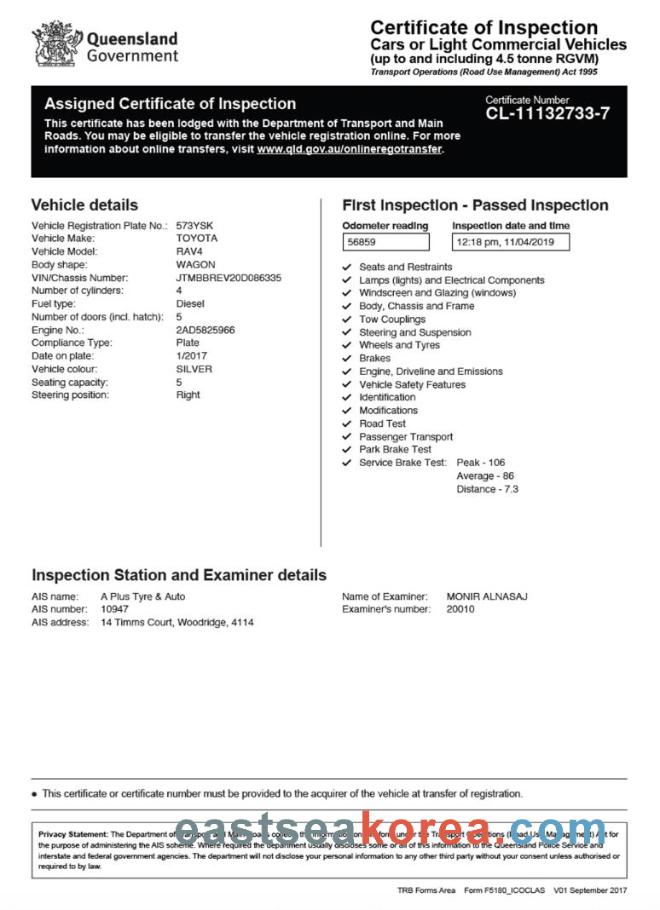 Queensland
Government
Certificate of Inspection
Cars or Light Commercial Vehicles
(up to and including 4.5 tonne RGVM)
Transport Operations (Road Use Management) Act 1995
Assigned Certificate of Inspection
This certificate has been lodged with the Department of Transport and Main
Roads. You may be eligible to transfer the vehicle registration online. For more
information about online transfers, visit www.qld.gov.au/onlineregotransfer.
Certificate Number
CL-11132733-7
Vehicle details
Vehicle Registration Plate No.: 573YSK
Vehicle Make: TOYOTA
Vehicle Model: RAV4
Body shape: WAGON
VIN/Chassis Number: JTMBBREV20D086335
Number of cylinders: 4
Fuel type: Diesel
Number of doors (incl. hatch): 5
Engine No.: 2AD5825966
Compliance Type: Plate
Date on plate: 1/2017
Vehicle colour: SILVER
Seating capacity: 5
Steering position: Right
First Inspection - Passed Inspection
Odometer reading Inspection date and time
56859 12:18 pm, 11/04/2019
✓ Seats and Restraints
✓ Lamps (lights) and Electrical Components
✓ Windscreen and Glazing (windows)
✓ Body, Chassis and Frame
✓ Tow Couplings
✓ Steering and Suspension
✓ Wheels and Tyres
✓ Brakes
✓ Engine, Driveline and Emissions
✓ Vehicle Safety Features
✓ Identification
✓ Modifications
✓ Road Test
✓ Passenger Transport
✓ Park Brake Test
✓ Service Brake Test: Peak - 106
Average - 86
Distance - 7.3
Inspection Station and Examiner details
AIS name: A Plus Tyre & Auto
AIS number: 10947
AIS address: 14 Timms Court, Woodridge, 4114
Name of Examiner: MONIR ALNASAJ
Examiner's number: 20010
• This certificate or certificate number must be provided to the acquirer of the vehicle at transfer of registration.
eastseakorea.com
Privacy Statement: The Department of Transport and Main Roads collects the information on this form under the Transport Operations (Road Use Management) Act for
the purpose of administering the AIS scheme. Where required the department usually discloses some or all of this information to the Queensland Police Service and
interstate and federal government agencies. The department will not disclose your personal information to any other third party without your consent unless authorised or
required to by law.
TRB Forms Area Form F5180_ICOCLAS V01 September 2017